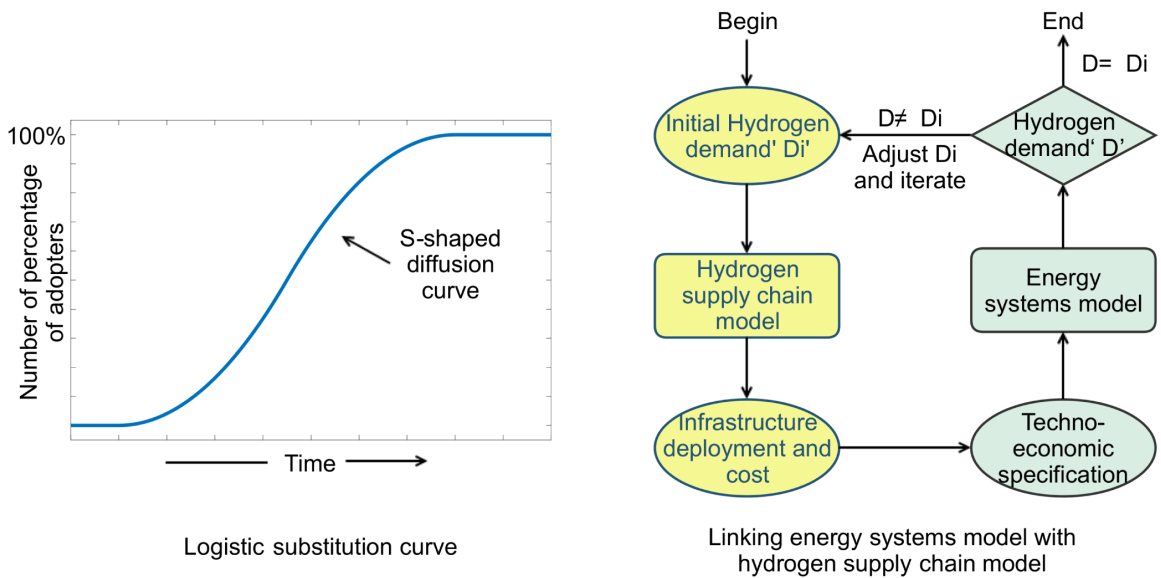 100%
Number of percentage
of adopters
S-shaped
diffusion
curve
Time
Logistic substitution curve
Begin
End
D= Di
Initial Hydrogen
demand' Di'
D≠ Di
Adjust Di
and iterate
Hydrogen
demand‘ D’
Hydrogen
supply chain
model
Energy
systems model
Infrastructure
deployment and
cost
Techno-
economic
specification
Linking energy systems model with
hydrogen supply chain model